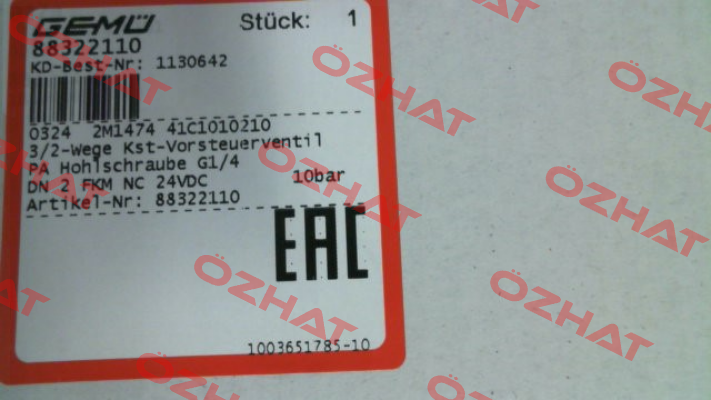 GEMÜ Stück: 1
88322110
KD-Best-Nr: 1130642
0324 2M1474 41C1010210
3/2-Wege Kst-Vorsteuerventil
PA Hohlschraube G1/4
DN 2 FKM NC 24VDC 10bar
Artikel-Nr: 88322110
EAC
1003651785-10
ÖZHAT
ÖZHAT
ÖZHAT
ÖZHAT
ÖZHAT
ÖZHAT
ÖZHAT
ÖZHAT